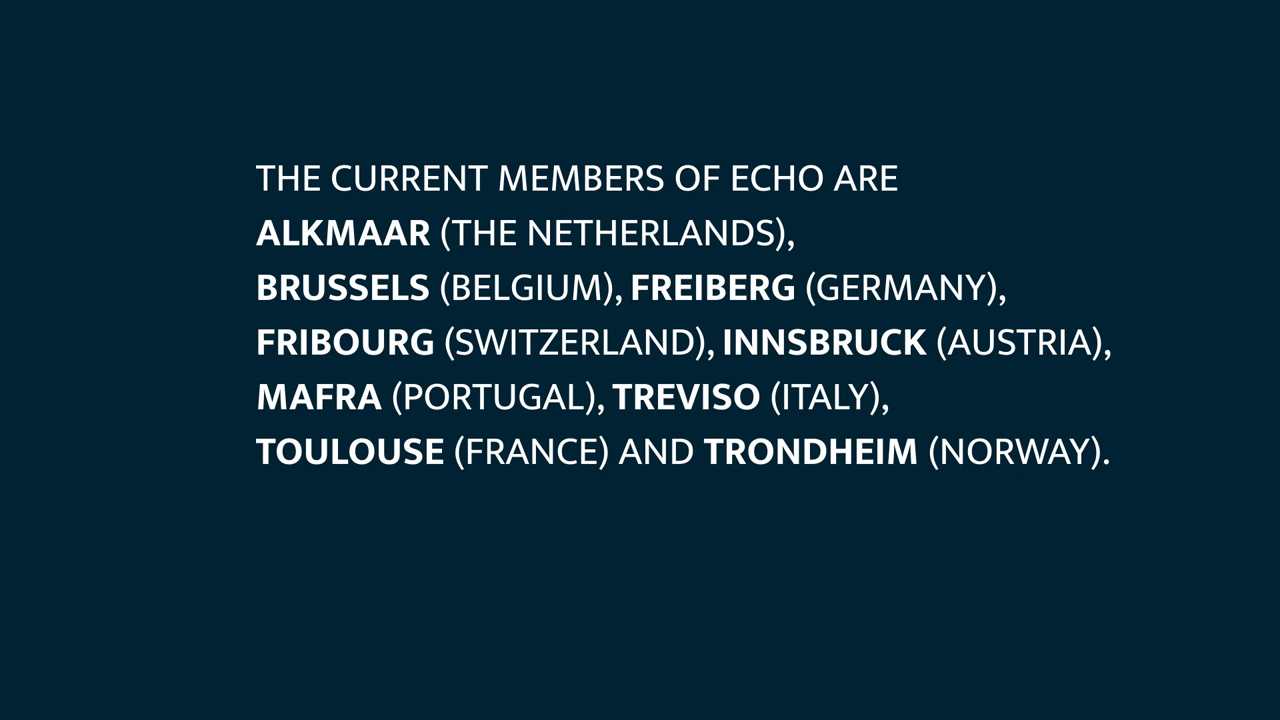 THE CURRENT MEMBERS OF ECHO ARE
ALKMAAR (THE NETHERLANDS),
BRUSSELS (BELGIUM), FREIBERG (GERMANY),
FRIBOURG (SWITZERLAND), INNSBRUCK (AUSTRIA),
MAFRA (PORTUGAL), TREVISO (ITALY),
TOULOUSE (FRANCE) AND TRONDHEIM (NORWAY).